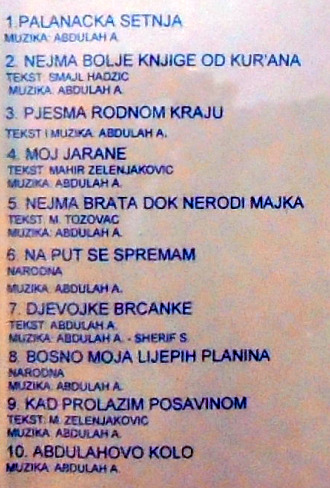 1.PALANACKA SETNJA
MUZIKA: ABDULAH A.
2. NEJMA BOLJE KNJIGE OD KUR'ANA
TEKST: SMAJL HADZIC
MUZIKA: ABDULAH A.
3. PJESMA RODNOM KRAJU
TEKST I MUZIKA: ABDULAH A.
4. MOJ JARANE
TEKST: MAHIR ZELENJAKOVIC
MUZIKA: ABDULAH A.
5. NEJMA BRATA DOK NERODI MAJKA
TEKST: M. TOZOVAC
MUZIKA: ABDULAH A.
6. NA PUT SE SPREMAM
NARODNA
MUZIKA: ABDULAH A.
7. DJEVOJKE BRCANKE
TEKST: ABDULAH A.
MUZIKA: ABDULAH A. - SHERIF S.
8. BOSNO MOJA LIJEPIH PLANINA
NARODNA
MUZIKA: ABDULAH A.
9. KAD PROLAZIM POSAVINOM
TEKST: M. ZELENJAKOVIC
MUZIKA: ABDULAH A.
10. ABDULAHOVO KOLO
MUZIKA: ABDULAH A.